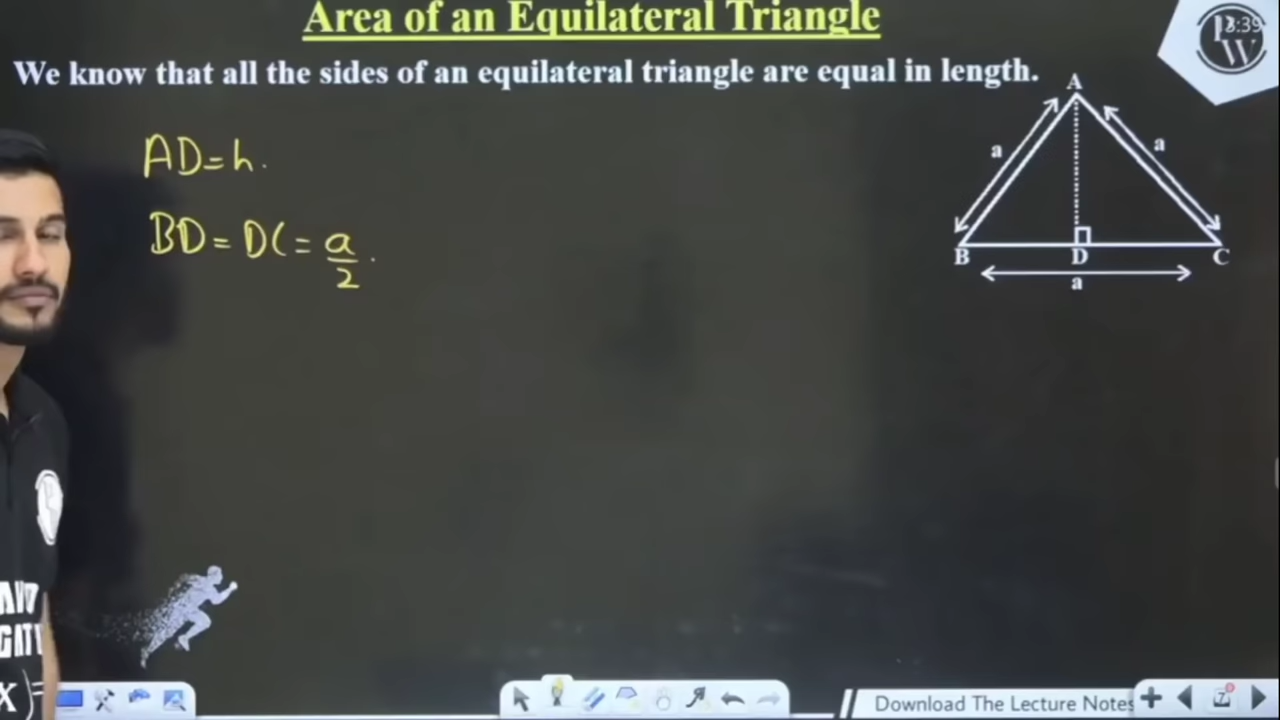 Area of an Equilateral Triangle
We know that all the sides of an equilateral triangle are equal in length.
AD=h.
BD=DC=a/2.
A
a
a
B
D
C
a
PW
Download The Lecture Notes